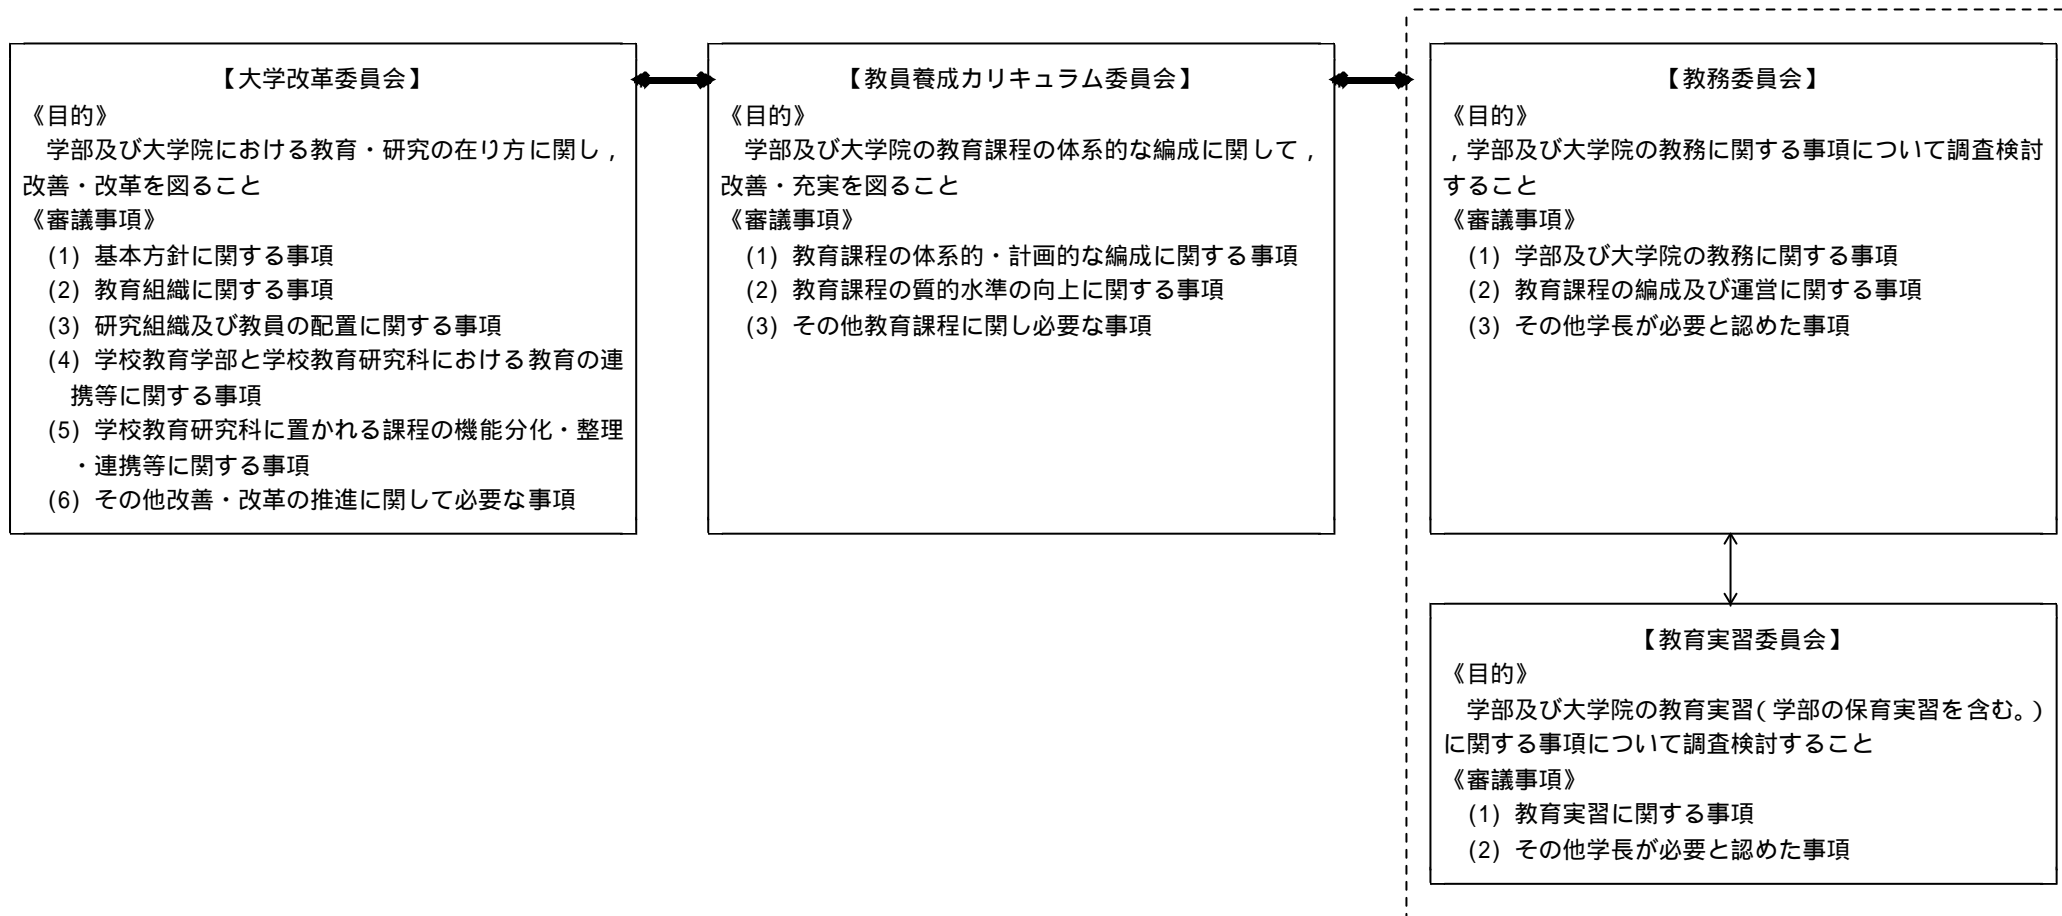 【大学改革委員会】
《目的》
学部及び大学院における教育・研究の在り方に関し，
改善・改革を図ること
《審議事項》
(1) 基本方針に関する事項
(2) 教育組織に関する事項
(3) 研究組織及び教員の配置に関する事項
(4) 学校教育学部と学校教育研究科における教育の連
携等に関する事項
(5) 学校教育研究科に置かれる課程の機能分化・整理
・連携等に関する事項
(6) その他改善・改革の推進に関して必要な事項
【教員養成カリキュラム委員会】
《目的》
学部及び大学院の教育課程の体系的な編成に関して，
改善・充実を図ること
《審議事項》
(1) 教育課程の体系的・計画的な編成に関する事項
(2) 教育課程の質的水準の向上に関する事項
(3) その他教育課程に関し必要な事項
【教務委員会】
《目的》
，学部及び大学院の教務に関する事項について調査検討
すること
《審議事項》
(1) 学部及び大学院の教務に関する事項
(2) 教育課程の編成及び運営に関する事項
(3) その他学長が必要と認めた事項
【教育実習委員会】
《目的》
学部及び大学院の教育実習(学部の保育実習を含む。)
に関する事項について調査検討すること
《審議事項》
(1) 教育実習に関する事項
(2) その他学長が必要と認めた事項